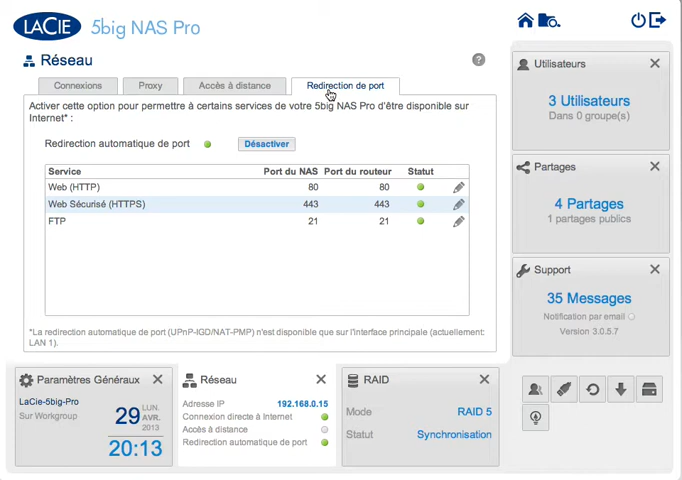 LACIE 5big NAS Pro
Réseau
?
Connexions Proxy Accès à distance Redirection de port
Activer cette option pour permettre à certains services de votre 5big NAS Pro d'être disponible sur
Internet* :
Redirection automatique de port Désactiver
Service Port du NAS Port du routeur Statut
Web (HTTP) 80 80
Web Sécurisé (HTTPS) 443 443
FTP 21 21
*La redirection automatique de port (UPnP-IGD/NAT-PMP) n'est disponible que sur l'interface principale (actuellement:
LAN 1).
Utilisateurs
3 Utilisateurs
Dans 0 groupe(s)
Partages
4 Partages
1 partages publics
Support
35 Messages
Notification par email
Version 3.0.5.7
Paramètres Généraux
LaCie-5big-Pro
Sur Workgroup
29 LUN.
AVR.
2013
20:13
Réseau
Adresse IP 192.168.0.15
Connexion directe à Internet
Accès à distance
Redirection automatique de port
RAID
Mode RAID 5
Statut Synchronisation